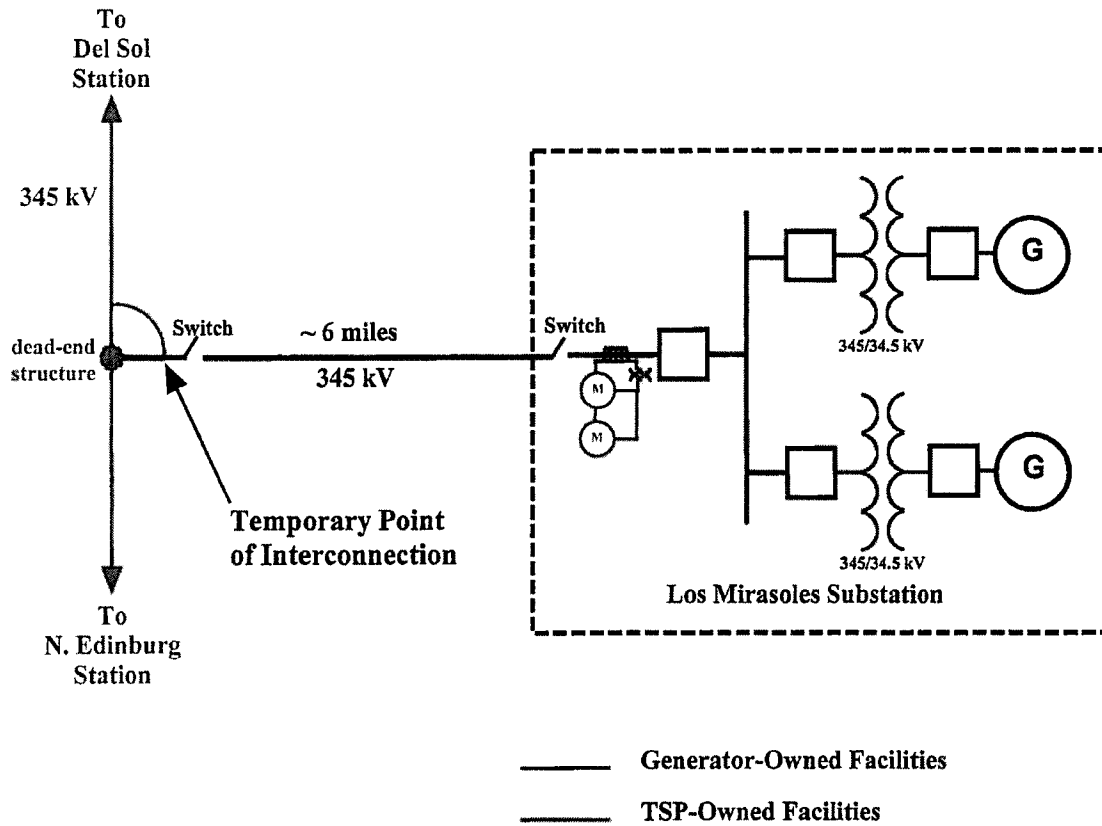 To
Del Sol
Station
345 kV
dead-end
structure
Switch
~ 6 miles
345 kV
Switch
M
M
G
345/34.5 kV
G
345/34.5 kV
Temporary Point
of Interconnection
Los Mirasoles Substation
To
N. Edinburg
Station
Generator-Owned Facilities
TSP-Owned Facilities